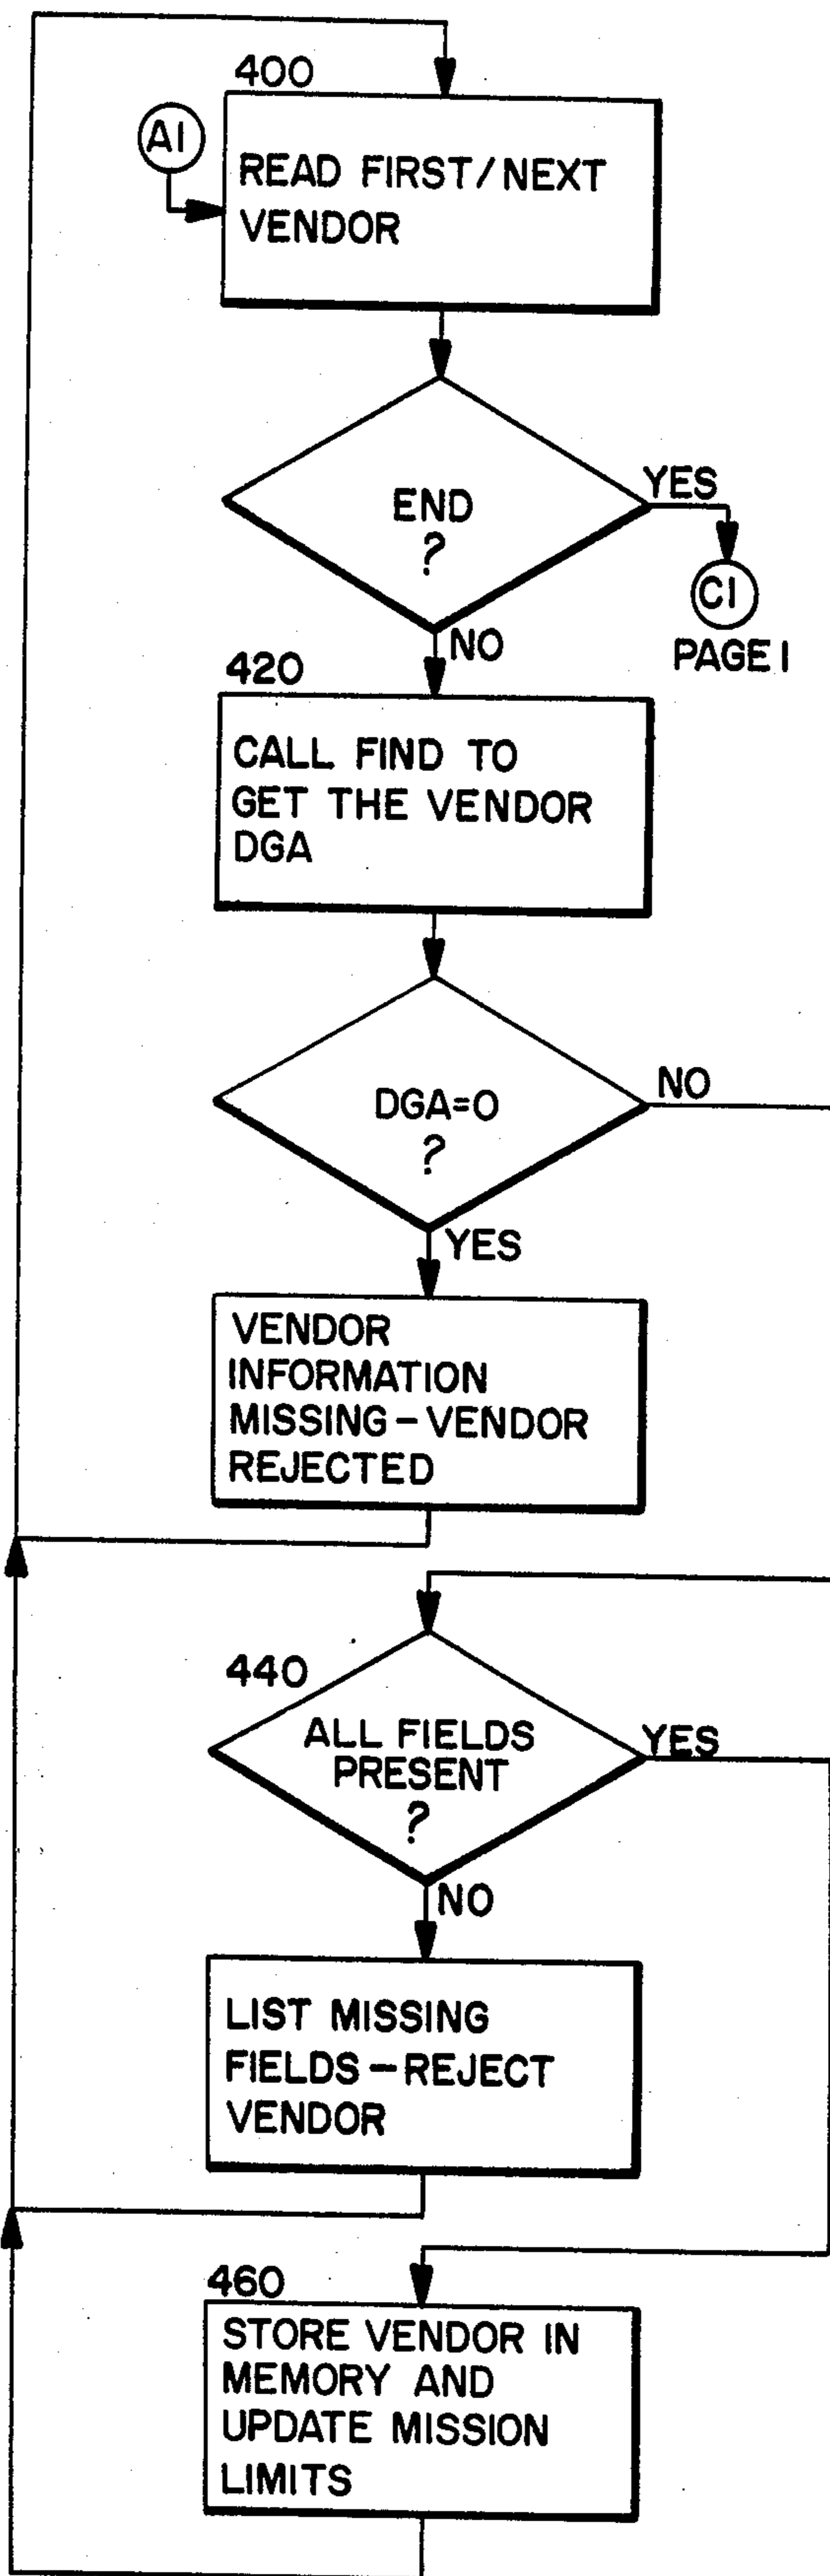 400
A1
READ FIRST/NEXT
VENDOR
END
?
YES
C1
PAGE 1
NO
420
CALL FIND TO
GET THE VENDOR
DGA
DGA=0
?
NO
YES
VENDOR
INFORMATION
MISSING-VENDOR
REJECTED
440
ALL FIELDS
PRESENT
?
YES
NO
LIST MISSING
FIELDS-REJECT
VENDOR
460
STORE VENDOR IN
MEMORY AND
UPDATE MISSION
LIMITS